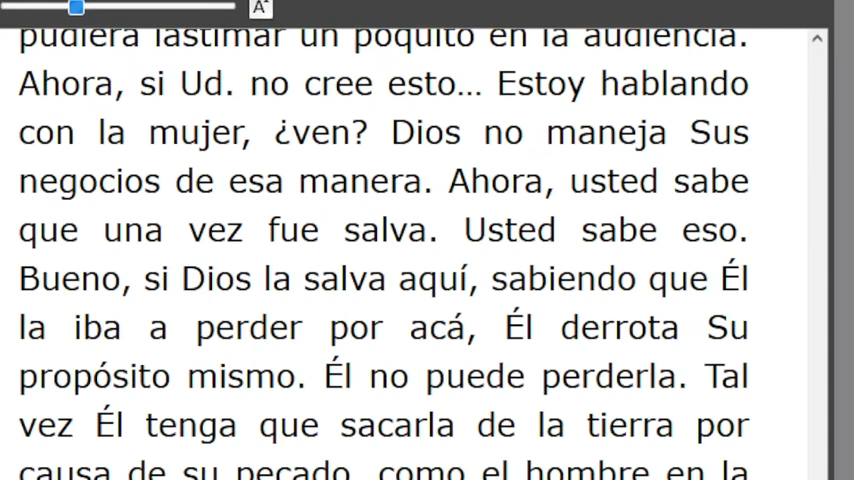 A^
pudiera lastimar un poquito en la audiencia.
Ahora, si Ud. no cree esto... Estoy hablando
con la mujer, ¿ven? Dios no maneja Sus
negocios de esa manera. Ahora, usted sabe
que una vez fue salva. Usted sabe eso.
Bueno, si Dios la salva aquí, sabiendo que Él
la iba a perder por acá, Él derrota Su
propósito mismo. Él no puede perderla. Tal
vez Él tenga que sacarla de la tierra por
causa de su pecado, como el hombre en la